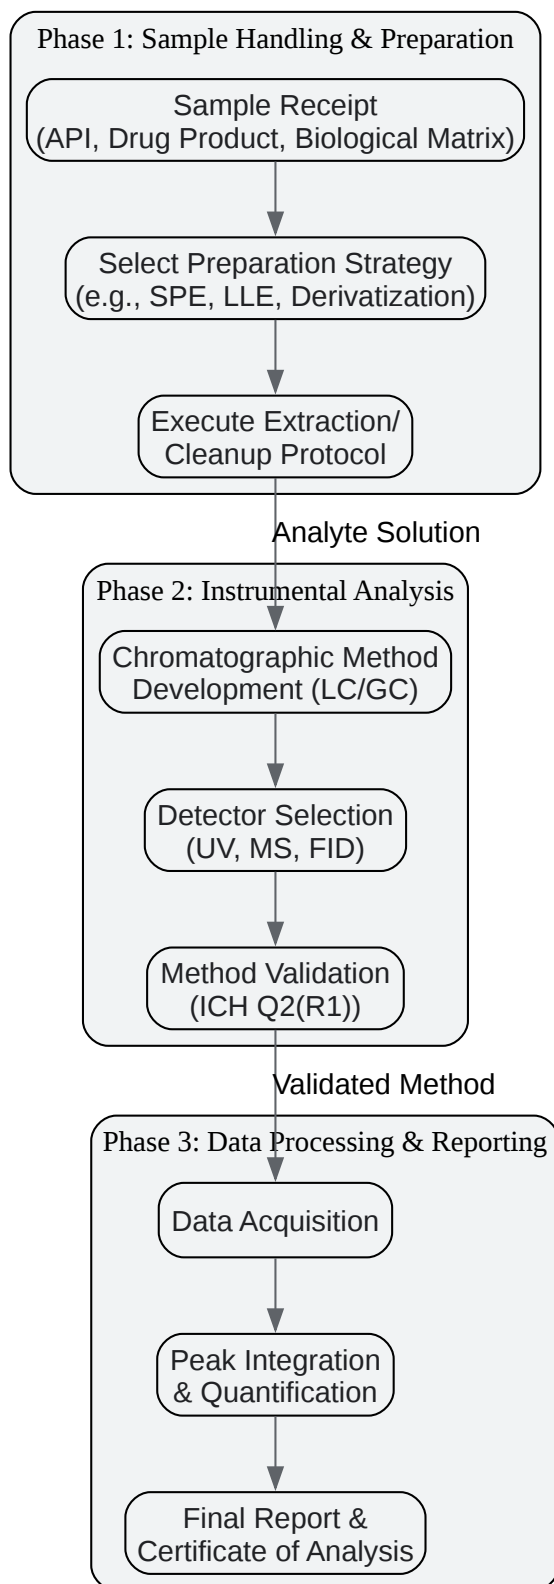 Phase 1: Sample Handling & Preparation
Sample Receipt
(API, Drug Product, Biological Matrix)
Select Preparation Strategy
(e.g., SPE, LLE, Derivatization)
Execute Extraction/
Cleanup Protocol
Analyte Solution
Phase 2: Instrumental Analysis
Chromatographic Method
Development (LC/GC)
Detector Selection
(UV, MS, FID)
Method Validation
(ICH Q2(R1))
Validated Method
Phase 3: Data Processing & Reporting
Data Acquisition
Peak Integration
& Quantification
Final Report &
Certificate of Analysis